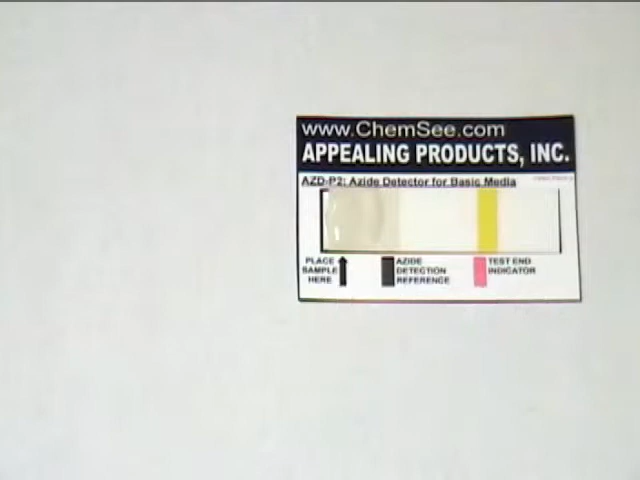 www.ChemSee.com
APPEALING PRODUCTS, INC.
AZD-P2: Azide Detector for Basic Media
PLACE
SAMPLE
HERE
AZIDE
DETECTION
REFERENCE
TEST END
INDICATOR